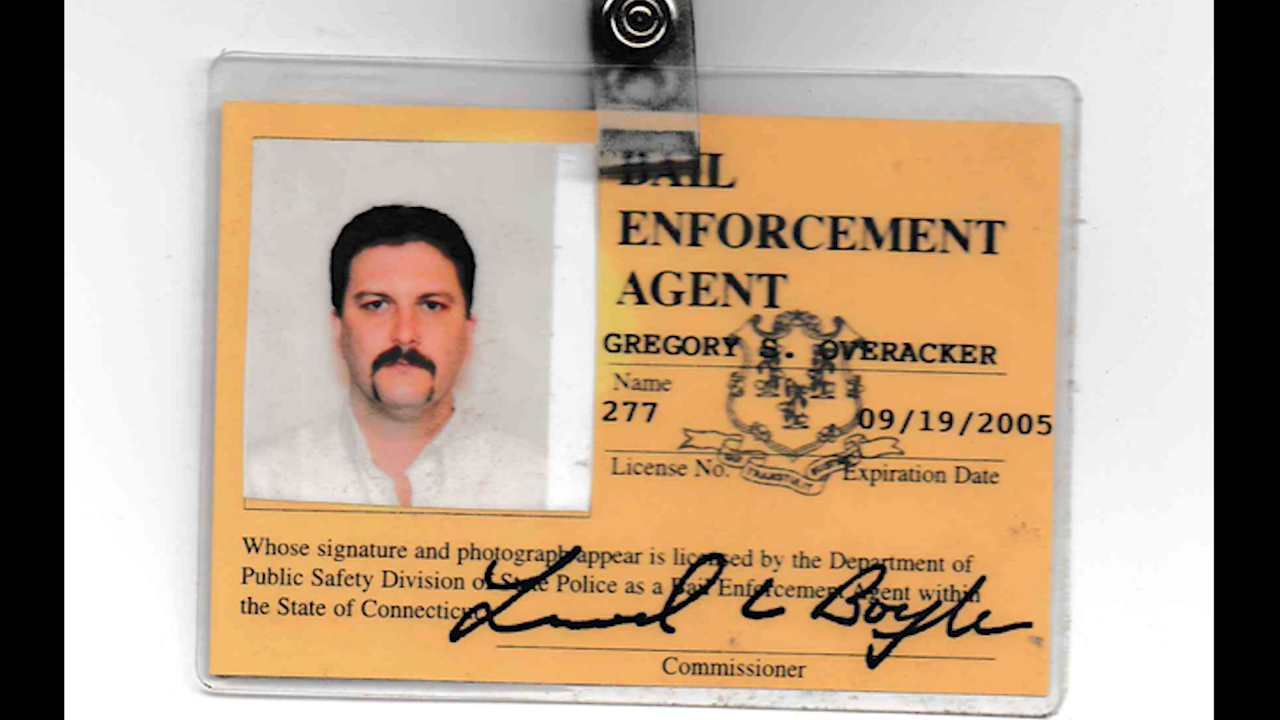 BAIL
ENFORCEMENT
AGENT
GREGORY S. OVERACKER
Name
277 09/19/2005
License No. Expiration Date
Whose signature and photograph appear is licensed by the Department of
Public Safety Division of State Police as a Bail Enforcement Agent within
the State of Connecticut
L C Boyle
Commissioner